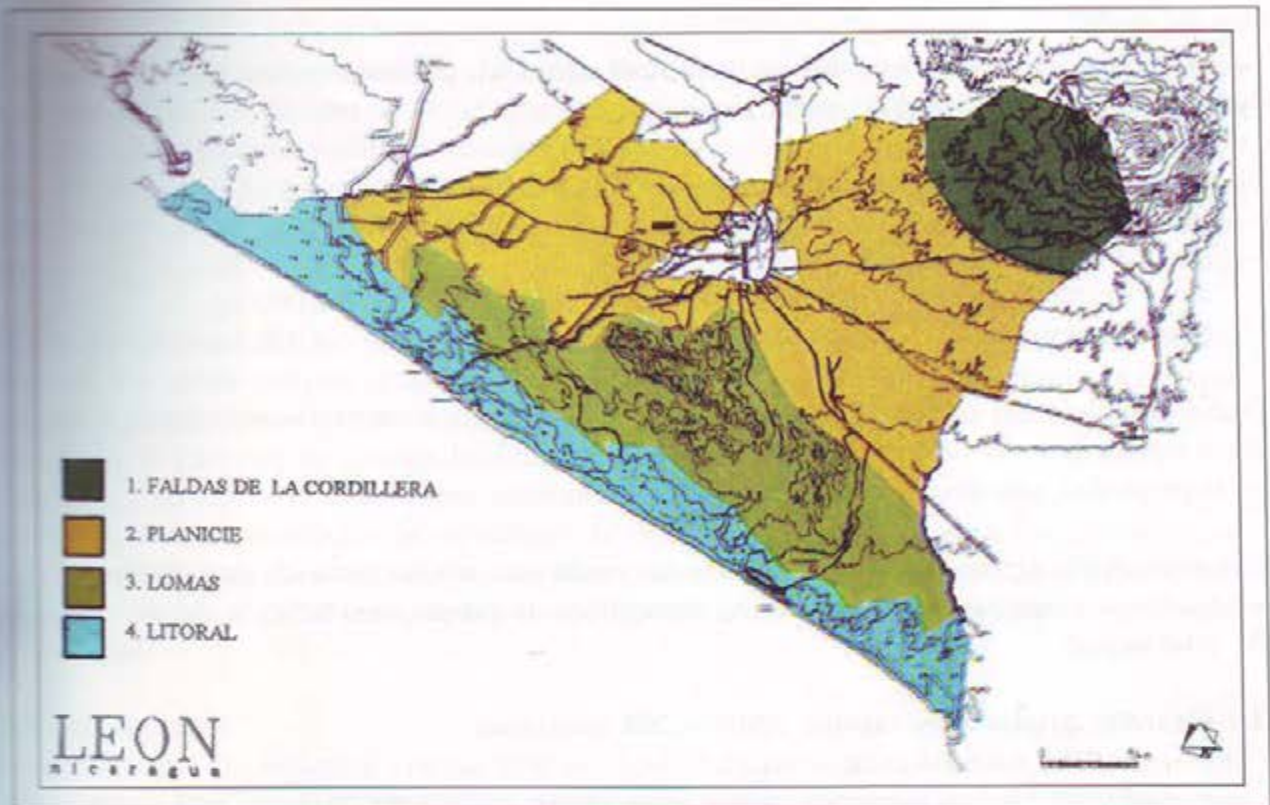 1. FALDAS DE LA CORDILLERA
2. PLANICIE
3. LOMAS
4. LITORAL
LEON
nicaragua